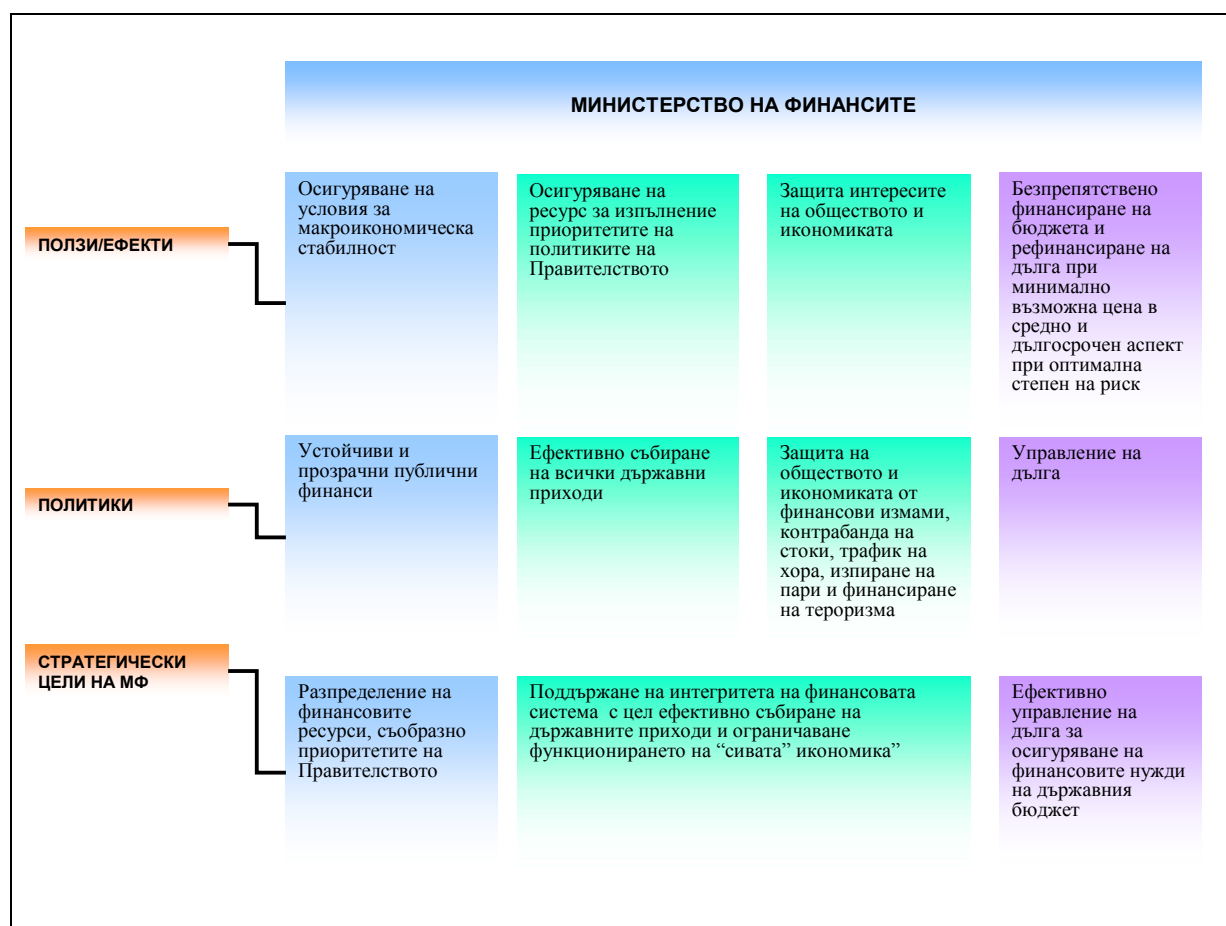 МИНИСТЕРСТВО НА ФИНАНСИТЕ
ПОЛЗИ/ЕФЕКТИ
Осигуряване на
условия за
макроикономическа
стабилност
Осигуряване на
ресурс за изпълнение
приоритетите на
политиките на
Правителството
Защита интересите
на обществото и
икономиката
Безпрепятствено
финансиране на
бюджета и
рефинансиране на
дълга при
минимално
възможна цена в
средно и
дългосрочен аспект
при оптимална
степен на риск
ПОЛИТИКИ
Устойчиви и
прозрачни публични
финанси
Ефективно събиране
на всички държавни
приходи
Защита на
обществото и
икономиката от
финансови измами,
контрабанда на
стоки, трафик на
хора, изпиране на
пари и финансиране
на тероризма
Управление на
дълга
СТРАТЕГИЧЕСКИ
ЦЕЛИ НА МФ
Разпределение на
финансовите
ресурси, съобразно
приоритетите на
Правителството
Поддържане на интегритета на финансовата
система с цел ефективно събиране на
държавните приходи и ограничаване
функционирането на “сивата” икономика”
Ефективно
управление на
дълга за
осигуряване на
финансовите нужди
на държавния
бюджет